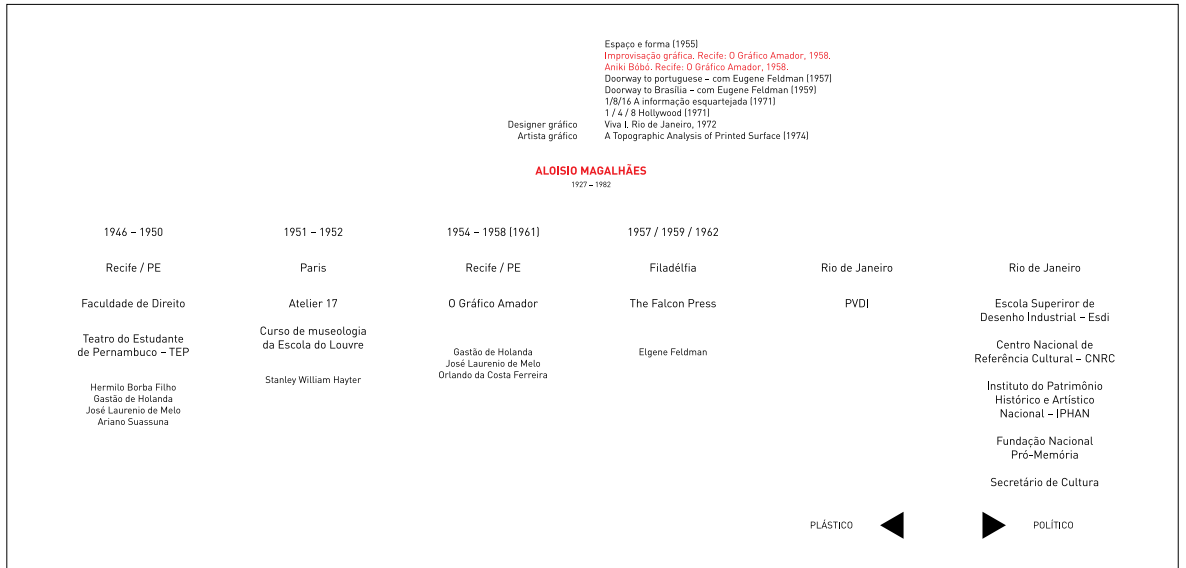 Espaço e forma (1955)
Improvisação gráfica. Recife: O Gráfico Amador, 1958.
Aniki Bóbó. Recife: O Gráfico Amador, 1958.
Doorway to portuguese – com Eugene Feldman (1957)
Doorway to Brasília – com Eugene Feldman (1959)
1/8/16 A informação esquartejada (1971)
1 / 4 / 8 Hollywood (1971)
Designer gráfico Viva I. Rio de Janeiro, 1972
Artista gráfico A Topographic Analysis of Printed Surface (1974)
ALOISIO MAGALHÃES
1927 – 1982
1946 – 1950
Recife / PE
Faculdade de Direito
Teatro do Estudante
de Pernambuco – TEP
Hermilo Borba Filho
Gastão de Holanda
José Laurenio de Melo
Ariano Suassuna
1951 – 1952
Paris
Atelier 17
Curso de museologia
da Escola do Louvre
Stanley William Hayter
1954 – 1958 (1961)
Recife / PE
O Gráfico Amador
Gastão de Holanda
José Laurenio de Melo
Orlando da Costa Ferreira
1957 / 1959 / 1962
Filadélfia
The Falcon Press
Elgene Feldman
Rio de Janeiro
PVDI
Rio de Janeiro
Escola Superiror de
Desenho Industrial – Esdi
Centro Nacional de
Referência Cultural – CNRC
Instituto do Patrimônio
Histórico e Artístico
Nacional – IPHAN
Fundação Nacional
Pró-Memória
Secretário de Cultura
PLÁSTICO
POLÍTICO